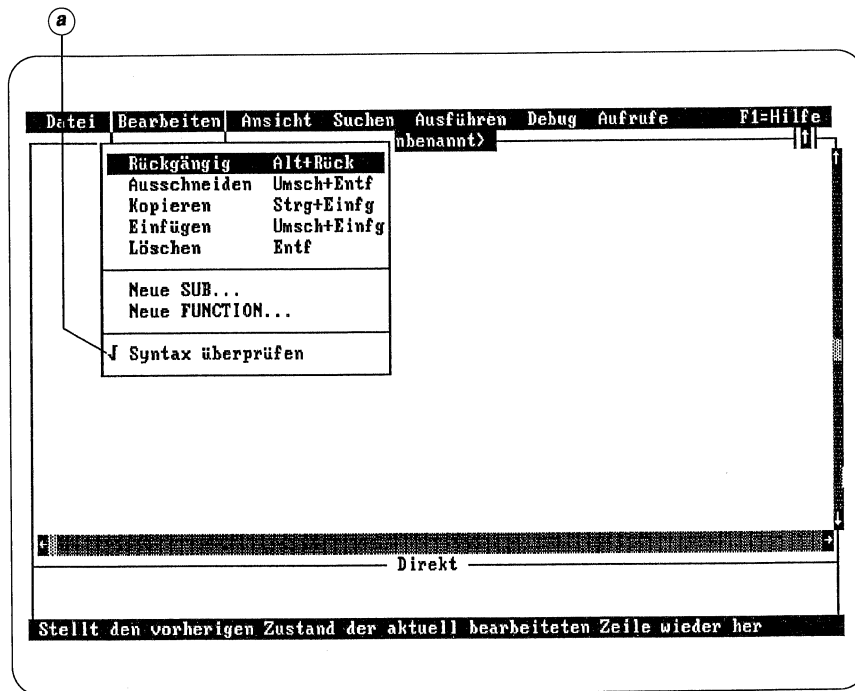 a
Datei Bearbeiten Ansicht Suchen Ausführen Debug Aufrufe F1=Hilfe
nbenannt>
Rückgängig Alt+Rück
Ausschneiden Umsch+Entf
Kopieren Strg+Einfg
Einfügen Umsch+Einfg
Löschen Entf
Neue SUB...
Neue FUNCTION...
√ Syntax überprüfen
Direkt
Stellt den vorherigen Zustand der aktuell bearbeiteten Zeile wieder her